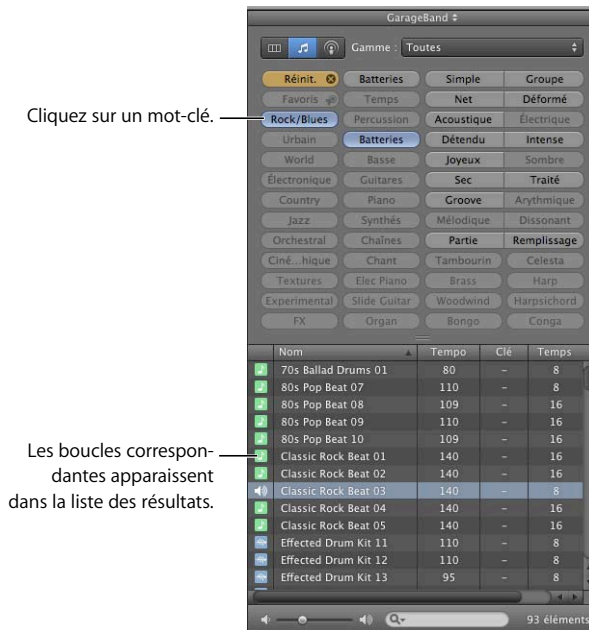 GarageBand
Gamme : Toutes
Réinit. Batteries Simple Groupe
Favoris Temps Net Déformé
Cliquez sur un mot-clé.
Rock/Blues Percussion Acoustique Électrique
Urbain Batteries Détendu Intense
World Basse Joyeux Sombre
Électronique Guitares Sec Traité
Country Piano Groove Arythmique
Jazz Synthés Mélodique Dissonant
Orchestral Chaînes Partie Remplissage
Ciné...hique Chant Tambourin Celesta
Textures Elec Piano Brass Harp
Experimental Slide Guitar Woodwind Harpsichord
FX Organ Bongo Conga
Nom Tempo Clé Temps
70s Ballad Drums 01 80 – 8
80s Pop Beat 07 110 – 8
80s Pop Beat 08 109 – 16
80s Pop Beat 09 110 – 16
80s Pop Beat 10 109 – 16
Les boucles correspon-
dantes apparaissent
dans la liste des résultats.
Classic Rock Beat 01 140 – 16
Classic Rock Beat 02 140 – 16
Classic Rock Beat 03 140 – 8
Classic Rock Beat 04 140 – 16
Classic Rock Beat 05 140 – 16
Effected Drum Kit 11 110 – 8
Effected Drum Kit 12 110 – 8
Effected Drum Kit 13 95 – 8
93 éléments